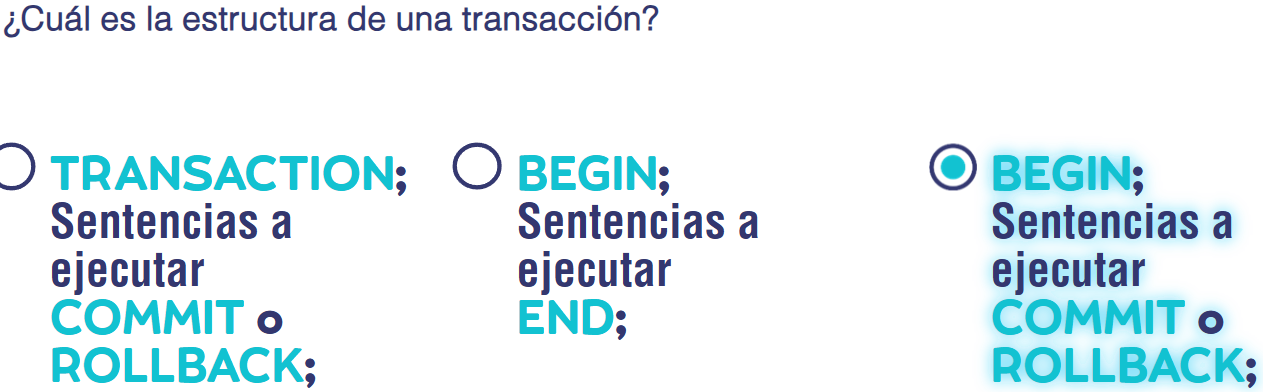 ¿Cuál es la estructura de una transacción?
TRANSACTION;
Sentencias a
ejecutar
COMMIT o
ROLLBACK;
BEGIN;
Sentencias a
ejecutar
END;
BEGIN;
Sentencias a
ejecutar
COMMIT o
ROLLBACK;